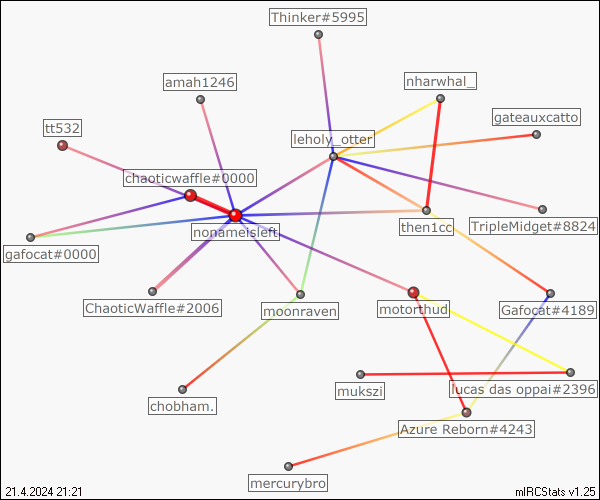 Thinker#5995
amah1246
nharwhal_
gateauxcatto
tt532
leholy_otter
chaoticwaffle#0000
nonameisleft
then1cc
TripleMidget#8824
gafocat#0000
ChaoticWaffle#2006
moonraven
motorthud
Gafocat#4189
mukszi
lucas das oppai#2396
chobham.
Azure Reborn#4243
mercurybro
21.4.2024 21:21
mIRCStats v1.25